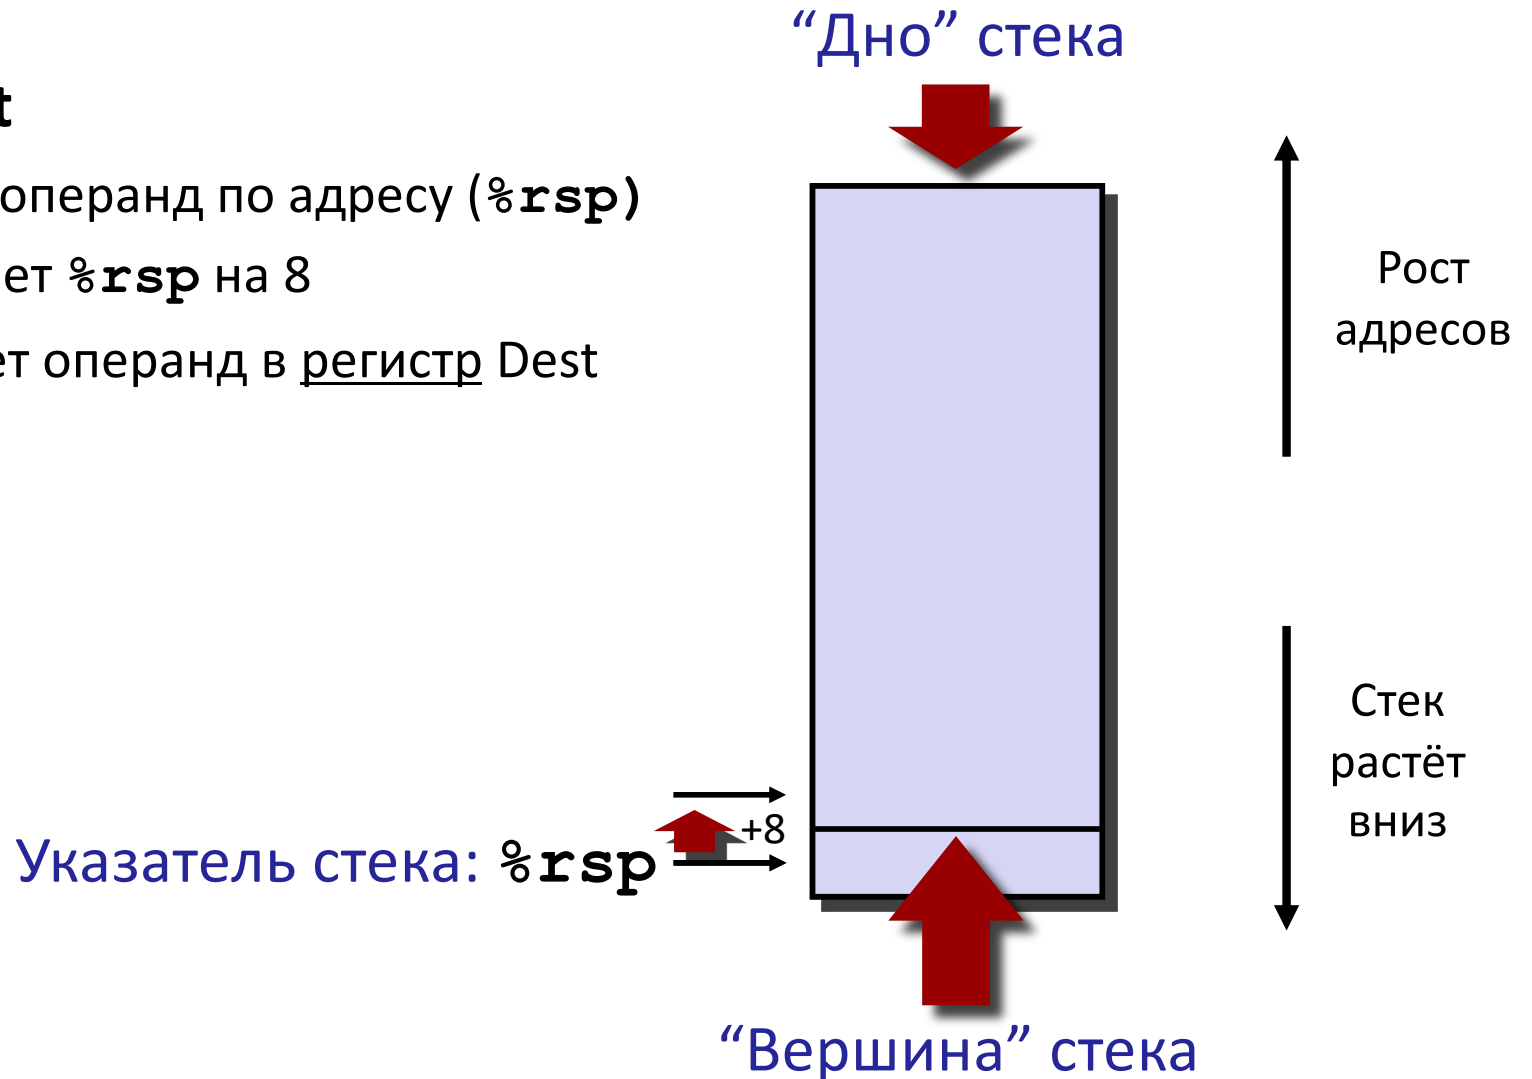 “Дно” стека
t
операнд по адресу (%rsp)
ет %rsp на 8
ет операнд в регистр Dest
Рост
адресов
Стек
растёт
вниз
+8
Указатель стека: %rsp
“Вершина” стека